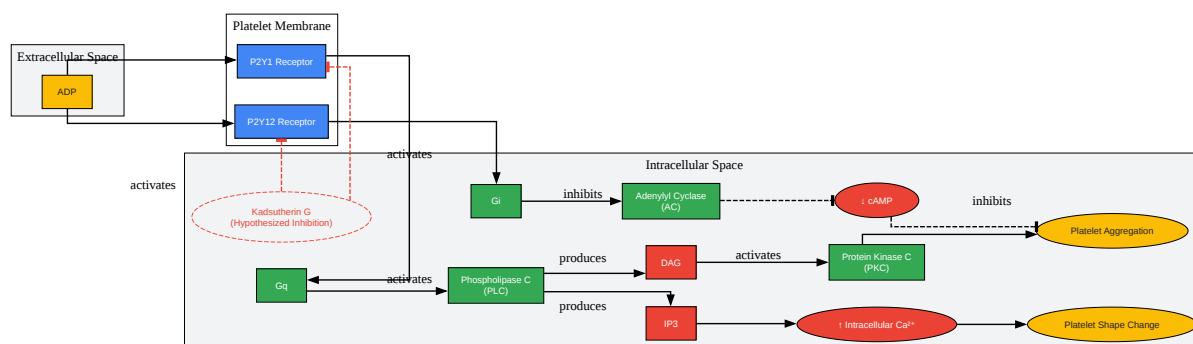 Platelet Membrane
Extracellular Space
P2Y1 Receptor
ADP
P2Y12 Receptor
activates
Intracellular Space
activates
Gi
inhibits
Adenylyl Cyclase
(AC)
↓ cAMP
inhibits
Platelet Aggregation
Kadsutherin G
(Hypothesized Inhibition)
produces
DAG
activates
Protein Kinase C
(PKC)
Gq
activates
Phospholipase C
(PLC)
produces
IP3
↑ Intracellular Ca²⁺
Platelet Shape Change